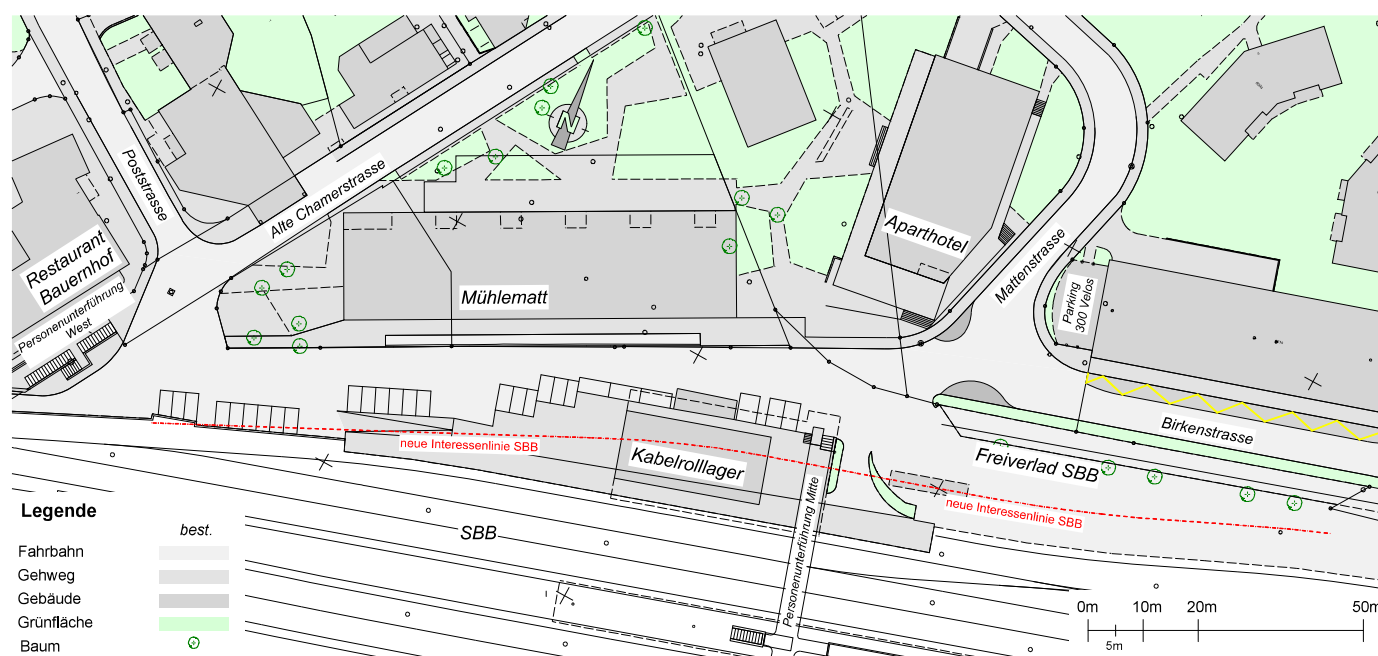 Poststrasse
Alte Chamerstrasse
Restaurant
Bauernhof
Personenunterführung
West
N
Mühlematt
Aparthotel
Mattenstrasse
Parking
300 Velos
Birkenstrasse
neue Interessenlinie SBB
Kabelrolllager
Freiverlad SBB
neue Interessenlinie SBB
SBB
Personenunterführung Mitte
Legende
best.
Fahrbahn
Gehweg
Gebäude
Grünfläche
Baum
0m 10m 20m 50m
5m